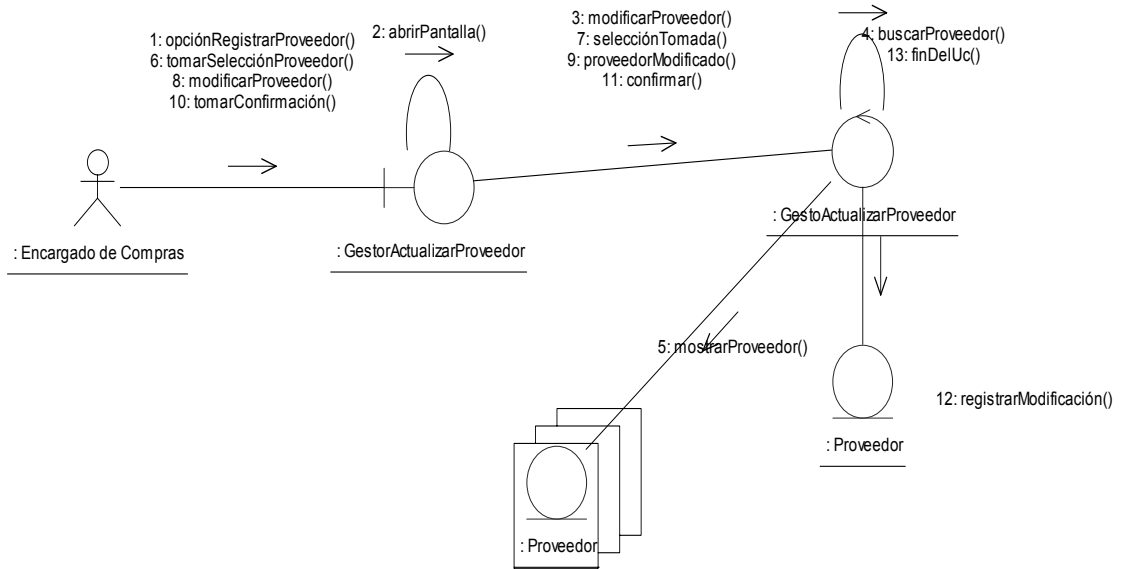 1: opciónRegistrarProveedor()
6: tomarSelecciónProveedor()
8: modificarProveedor()
10: tomarConfirmación()
2: abrirPantalla()
3: modificarProveedor()
7: selecciónTomada()
9: proveedorModificado()
11: confirmar()
4: buscarProveedor()
13: finDelUc()
: Encargado de Compras
: GestorActualizarProveedor
: GestoActualizarProveedor
5: mostrarProveedor()
12: registrarModificación()
: Proveedor
: Proveedor